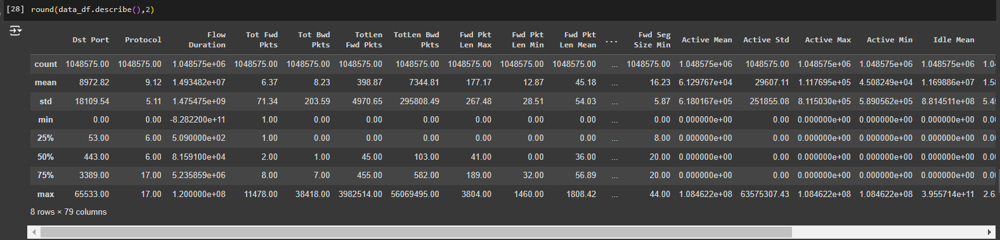 [28] round(data_df.describe(),2)
Dst Port Protocol Flow Duration Tot Fwd Pkts Tot Bwd Pkts TotLen Fwd Pkts TotLen Bwd Pkts Fwd Pkt Len Max Fwd Pkt Len Min Fwd Pkt Len Mean ... Fwd Seg Size Min Active Mean Active Std Active Max Active Min Idle Mean
count 1048575.00 1048575.00 1.048575e+06 1048575.00 1048575.00 1048575.00 1048575.00 1048575.00 1048575.00 1048575.00 ... 1048575.00 1.048575e+06 1048575.00 1.048575e+06 1.048575e+06 1.048575e+06 1.04
mean 8972.82 9.12 1.493482e+07 6.37 8.23 398.87 7344.81 177.17 12.87 45.18 ... 16.23 6.129767e+04 29607.11 1.117695e+05 4.508249e+04 1.169886e+07 1.58
std 18109.54 5.11 1.475475e+09 71.34 203.59 4970.65 295808.49 267.48 28.51 54.03 ... 5.87 6.180167e+05 251855.08 8.115030e+05 5.890562e+05 8.814511e+08 5.45
min 0.00 0.00 -8.282200e+11 1.00 0.00 0.00 0.00 0.00 0.00 0.00 ... 0.00 0.000000e+00 0.00 0.000000e+00 0.000000e+00 0.000000e+00 0.00
25% 53.00 6.00 5.090000e+02 1.00 0.00 0.00 0.00 0.00 0.00 0.00 ... 8.00 0.000000e+00 0.00 0.000000e+00 0.000000e+00 0.000000e+00 0.00
50% 443.00 6.00 8.159100e+04 2.00 1.00 45.00 103.00 41.00 0.00 36.00 ... 20.00 0.000000e+00 0.00 0.000000e+00 0.000000e+00 0.000000e+00 0.00
75% 3389.00 17.00 5.235859e+06 8.00 7.00 455.00 582.00 189.00 32.00 56.89 ... 20.00 0.000000e+00 0.00 0.000000e+00 0.000000e+00 0.000000e+00 0.00
max 65533.00 17.00 1.200000e+08 11478.00 38418.00 3982514.00 56069495.00 3804.00 1460.00 1808.42 ... 44.00 1.084622e+08 63575307.43 1.084622e+08 1.084622e+08 3.955714e+11 2.6
8 rows × 79 columns